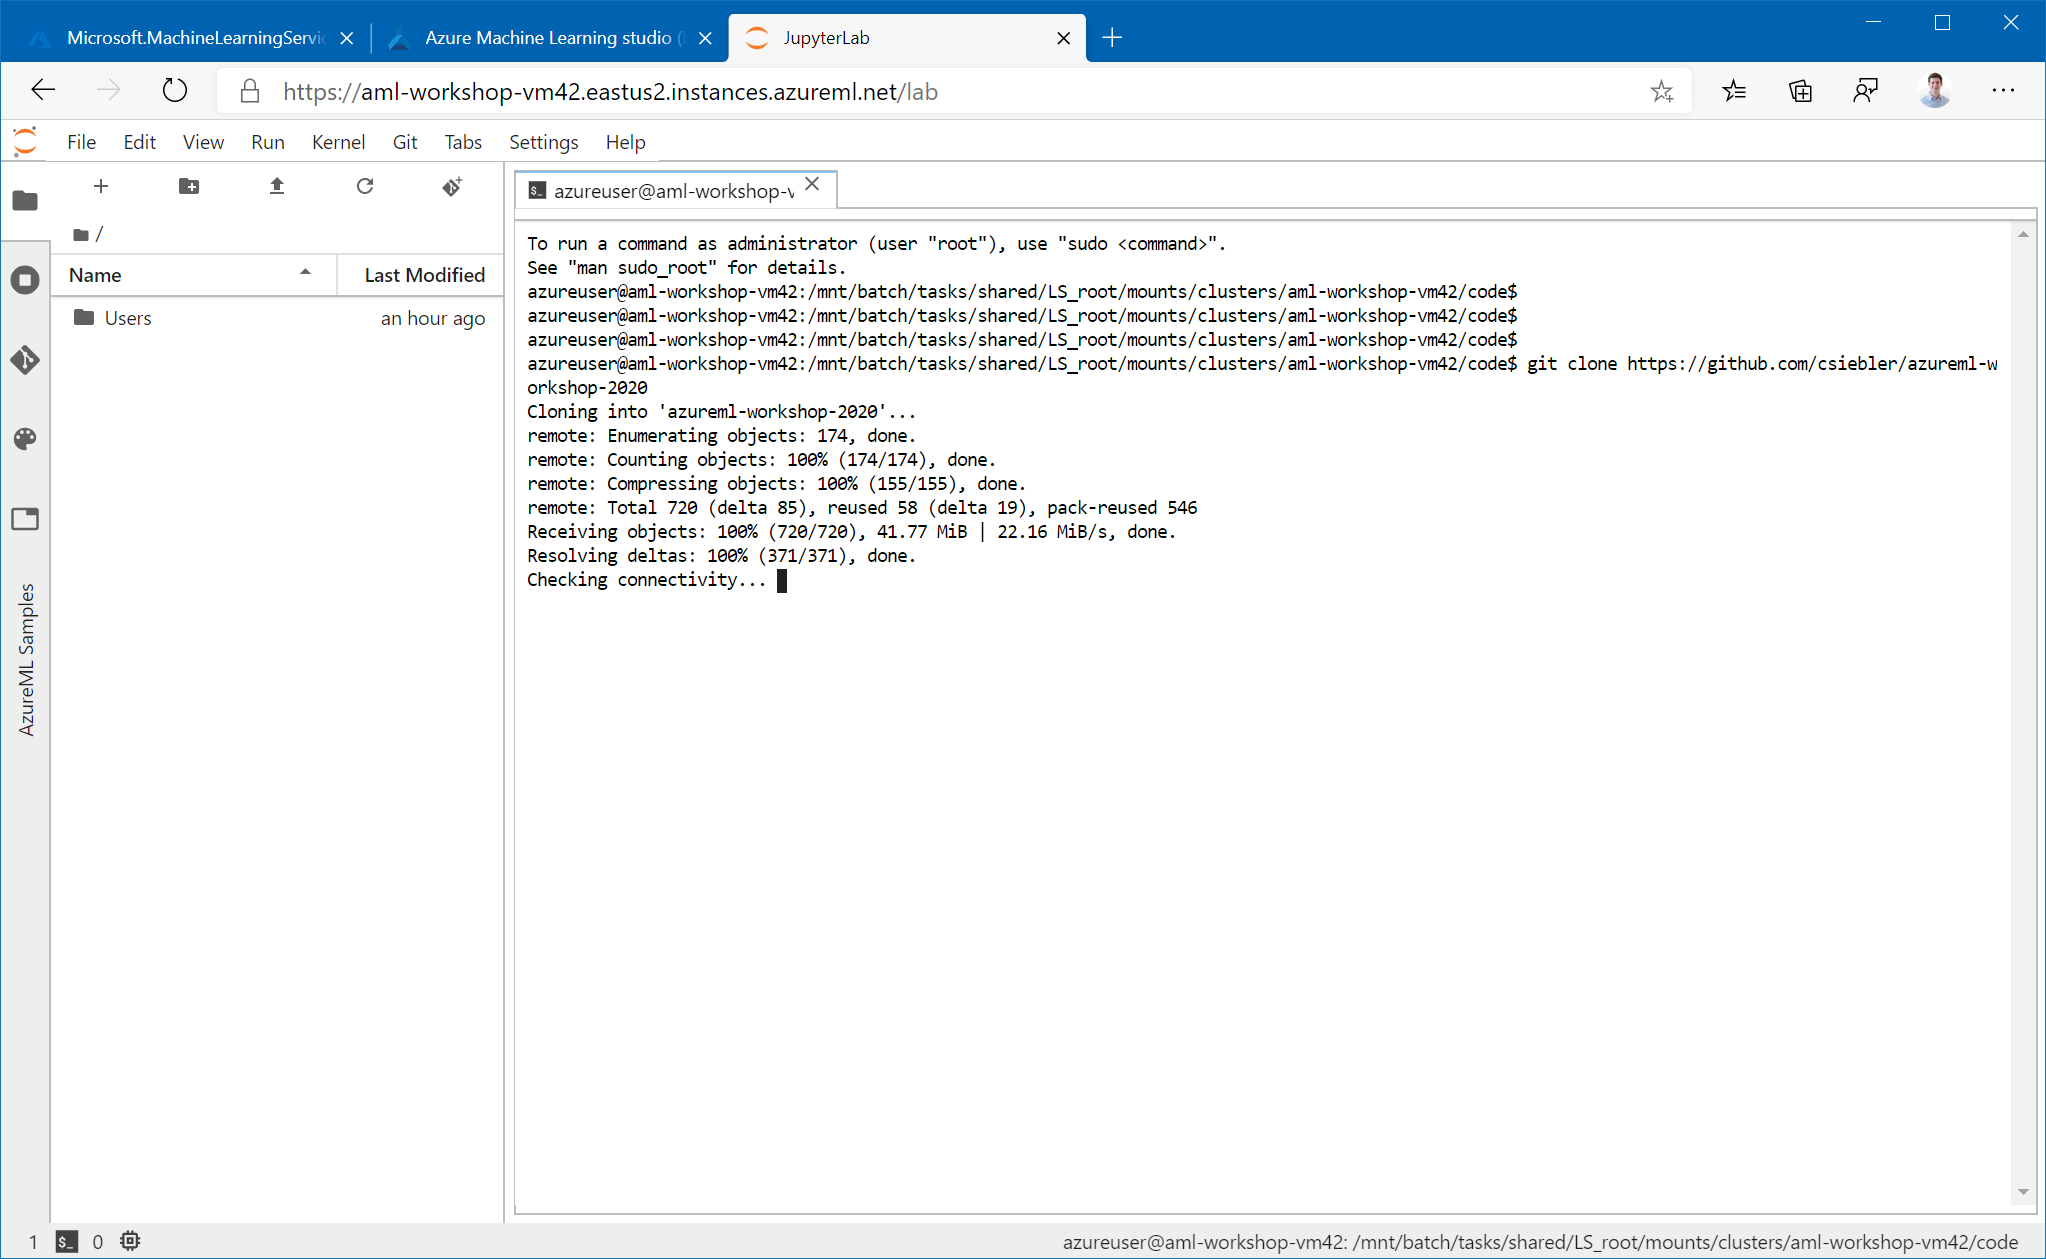 Microsoft.MachineLearningServi
Azure Machine Learning studio (
JupyterLab
https://aml-workshop-vm42.eastus2.instances.azureml.net/lab
File Edit View Run Kernel Git Tabs Settings Help
azureuser@aml-workshop-v
/
Name Last Modified
Users an hour ago
AzureML Samples
To run a command as administrator (user "root"), use "sudo <command>".
See "man sudo_root" for details.
azureuser@aml-workshop-vm42:/mnt/batch/tasks/shared/LS_root/mounts/clusters/aml-workshop-vm42/code$
azureuser@aml-workshop-vm42:/mnt/batch/tasks/shared/LS_root/mounts/clusters/aml-workshop-vm42/code$
azureuser@aml-workshop-vm42:/mnt/batch/tasks/shared/LS_root/mounts/clusters/aml-workshop-vm42/code$
azureuser@aml-workshop-vm42:/mnt/batch/tasks/shared/LS_root/mounts/clusters/aml-workshop-vm42/code$ git clone https://github.com/csiebler/azureml-w
orkshop-2020
Cloning into 'azureml-workshop-2020'...
remote: Enumerating objects: 174, done.
remote: Counting objects: 100% (174/174), done.
remote: Compressing objects: 100% (155/155), done.
remote: Total 720 (delta 85), reused 58 (delta 19), pack-reused 546
Receiving objects: 100% (720/720), 41.77 MiB | 22.16 MiB/s, done.
Resolving deltas: 100% (371/371), done.
Checking connectivity...
1 $_ 0
azureuser@aml-workshop-vm42: /mnt/batch/tasks/shared/LS_root/mounts/clusters/aml-workshop-vm42/code